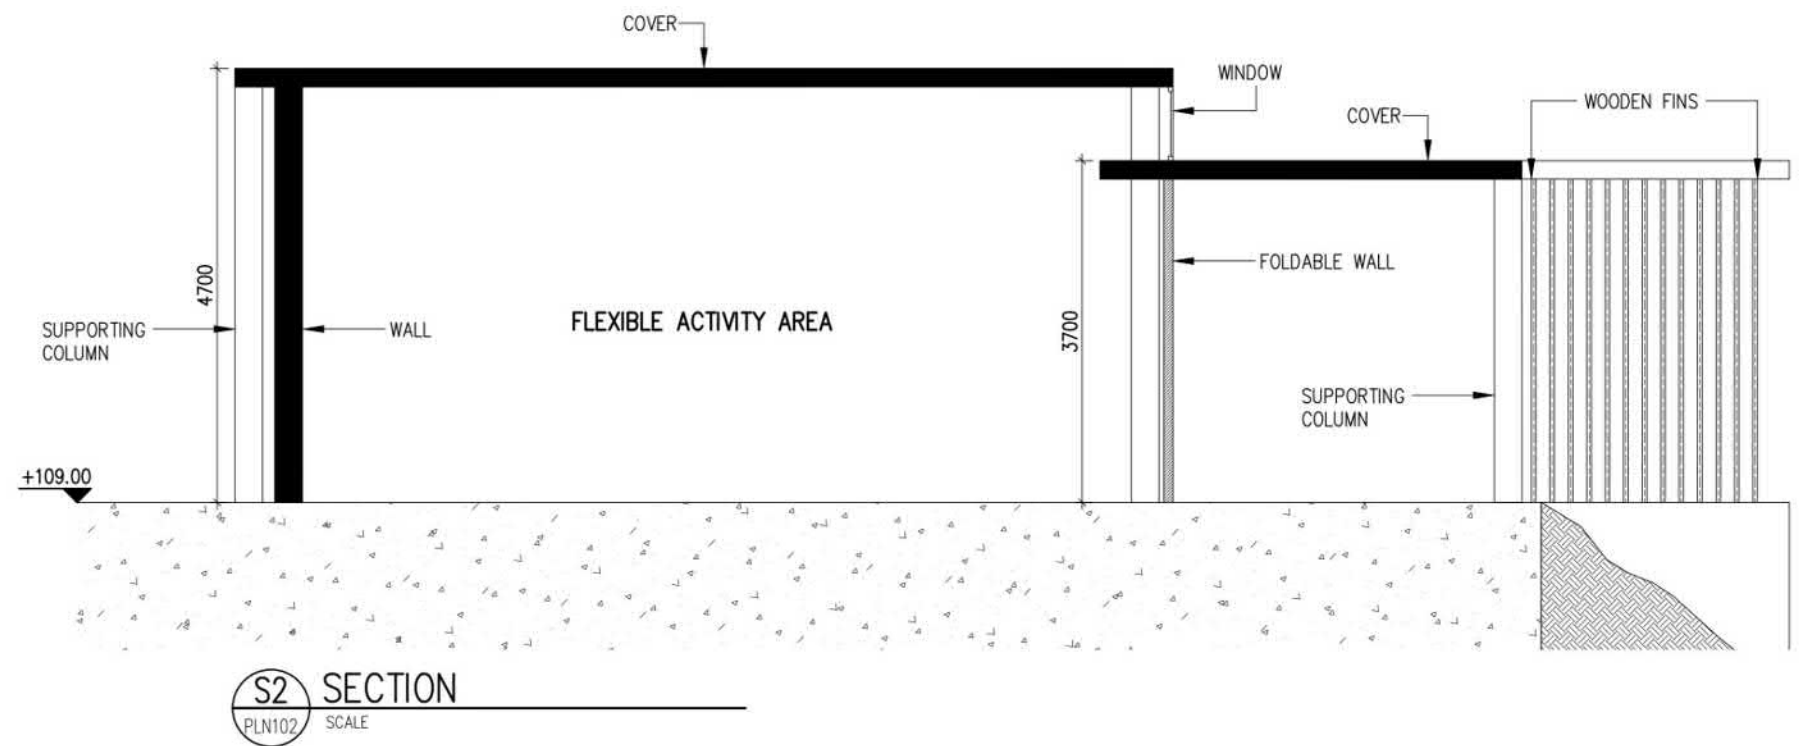 COVER
WINDOW
COVER
WOODEN FINS
4700
FOLDABLE WALL
SUPPORTING
COLUMN
WALL
FLEXIBLE ACTIVITY AREA
3700
SUPPORTING
COLUMN
+109.00
S2 SECTION
PLN102 SCALE